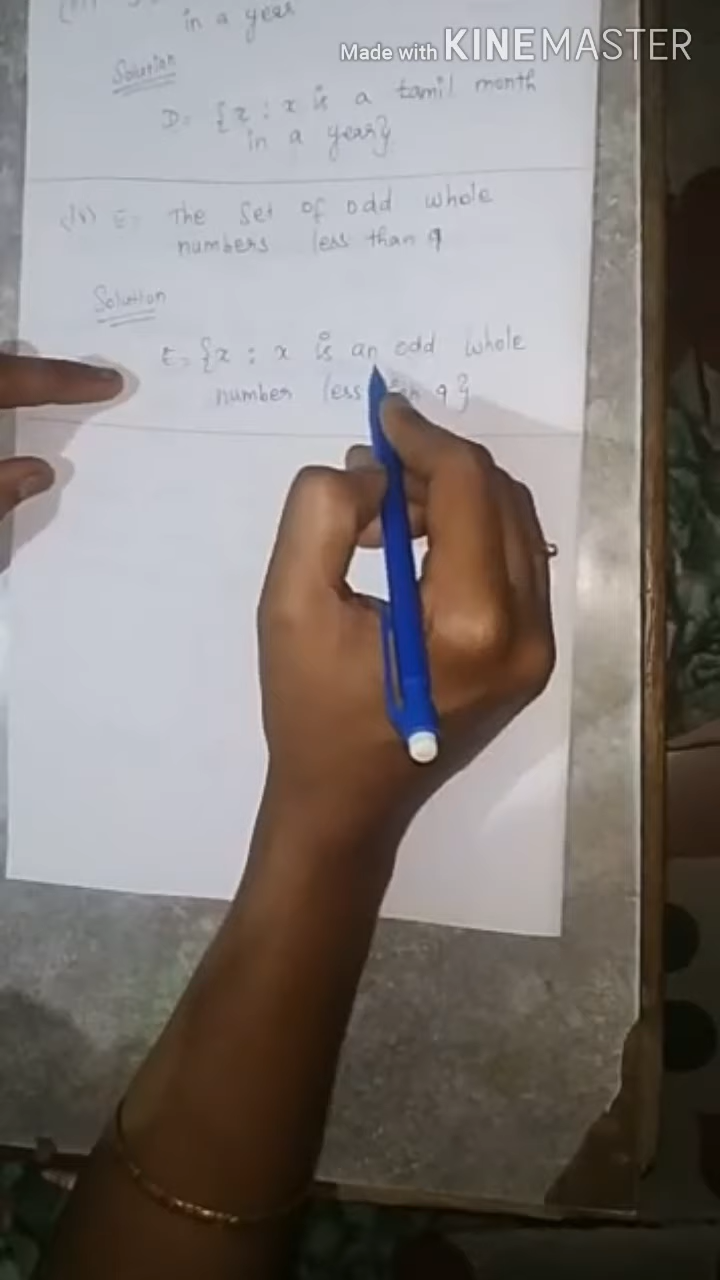 in a year
Made with KINEMASTER
Solution
D= {x : x is a tamil month
in a year}
(iv) E= The Set of odd whole
numbers less than 9
Solution
E= {x : x is an odd whole
number less 9}